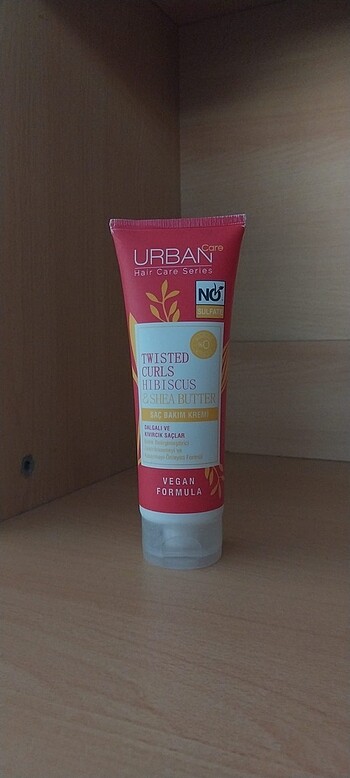 URBAN Care
Hair Care Series
NO
SULFATE
TWISTED
CURLS
HIBISCUS
& SHEA BUTTER
SAÇ BAKIM KREMİ
DALGALI VE
KIVIRCIK SAÇLAR
VEGAN
FORMULA